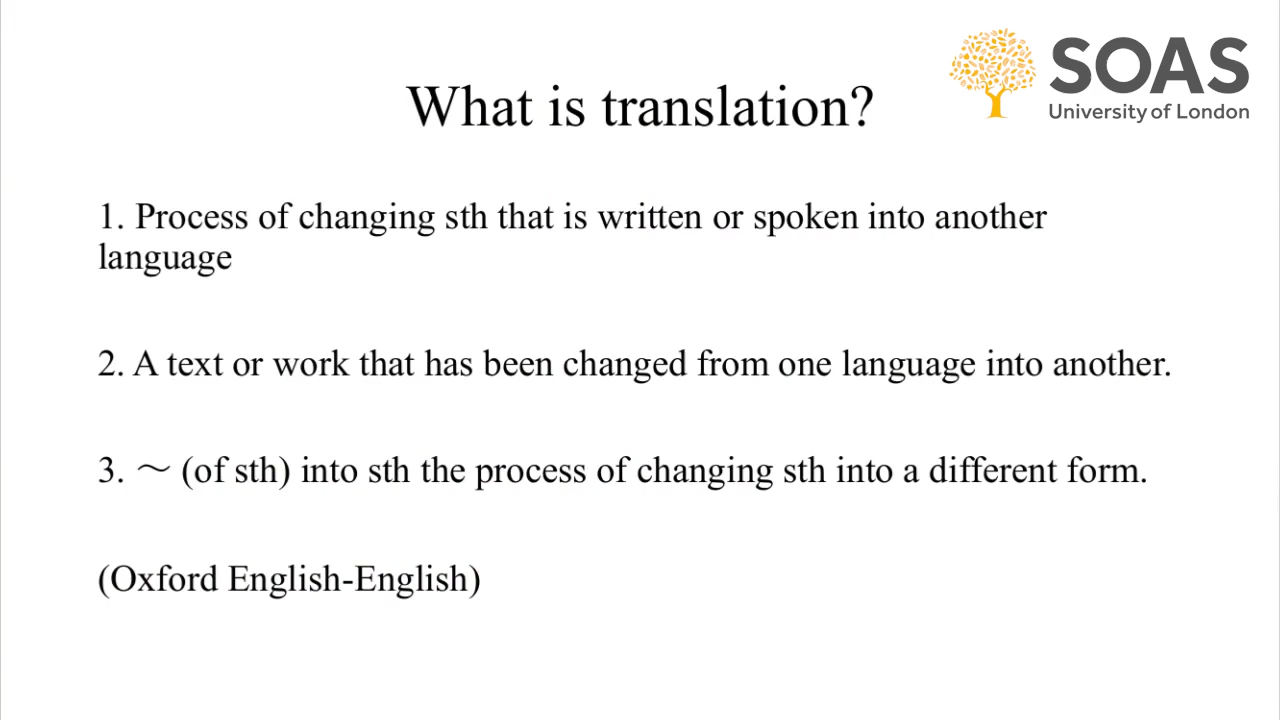 SOAS
University of London
What is translation?
1. Process of changing sth that is written or spoken into another
language
2. A text or work that has been changed from one language into another.
3. ～ (of sth) into sth the process of changing sth into a different form.
(Oxford English-English)